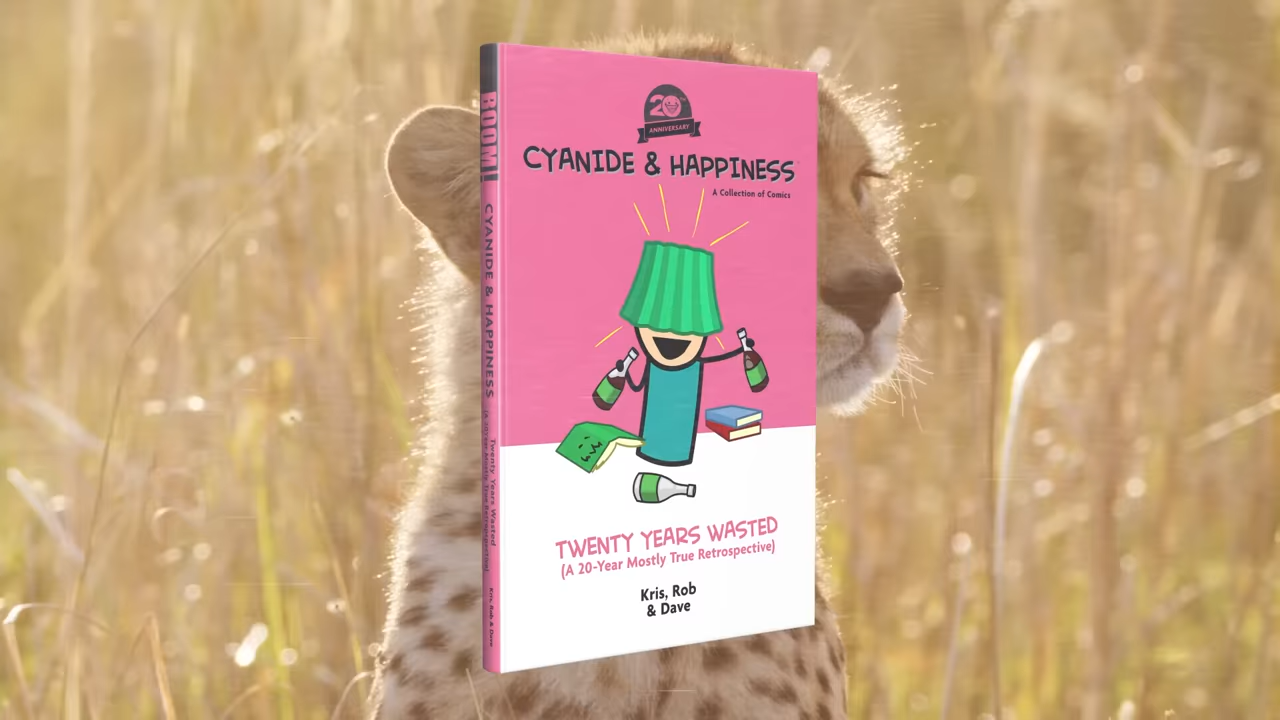 BOOM!
CYANIDE & HAPPINESS
Twenty Years Wasted
(A 20-Year Mostly True Retrospective)
Kris, Rob & Dave
20
ANNIVERSARY
CYANIDE & HAPPINESS
A Collection of Comics
TWENTY YEARS WASTED
(A 20-Year Mostly True Retrospective)
Kris, Rob
& Dave